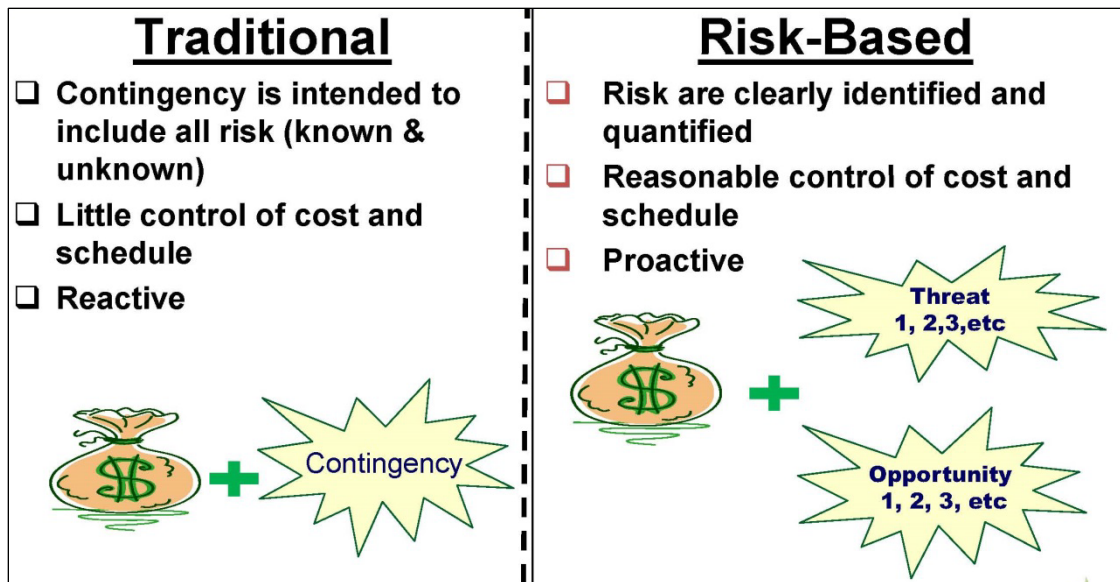 Traditional
❑ Contingency is intended to
include all risk (known &
unknown)
❑ Little control of cost and
schedule
❑ Reactive
$
+
Contingency
Risk-Based
❑ Risk are clearly identified and
quantified
❑ Reasonable control of cost and
schedule
❑ Proactive
$
+
Threat
1, 2,3,etc
Opportunity
1, 2, 3, etc